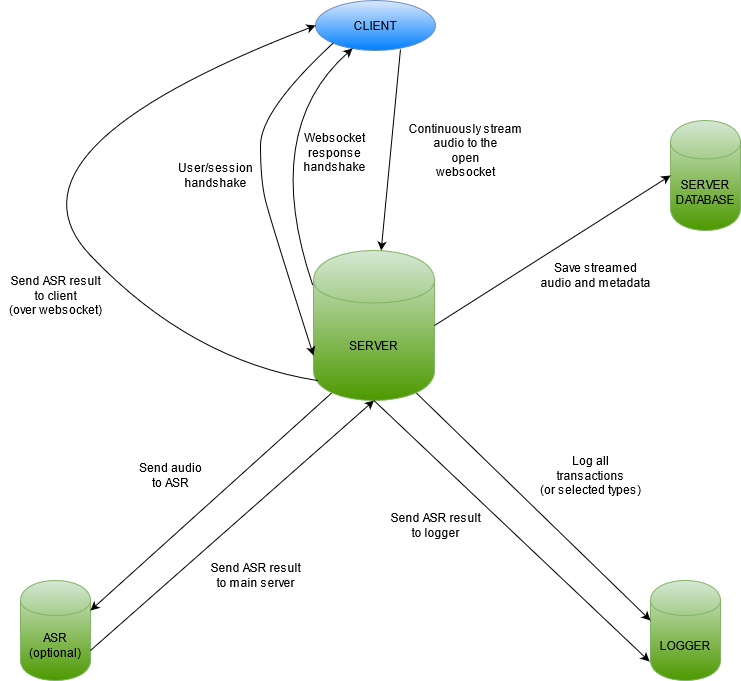 CLIENT
Websocket
response
handshake
Continuously stream
audio to the
open
websocket
User/session
handshake
SERVER
DATABASE
Send ASR result
to client
(over websocket)
Save streamed
audio and metadata
SERVER
Send audio
to ASR
Log all
transactions
(or selected types)
Send ASR result
to logger
Send ASR result
to main server
ASR
(optional)
LOGGER